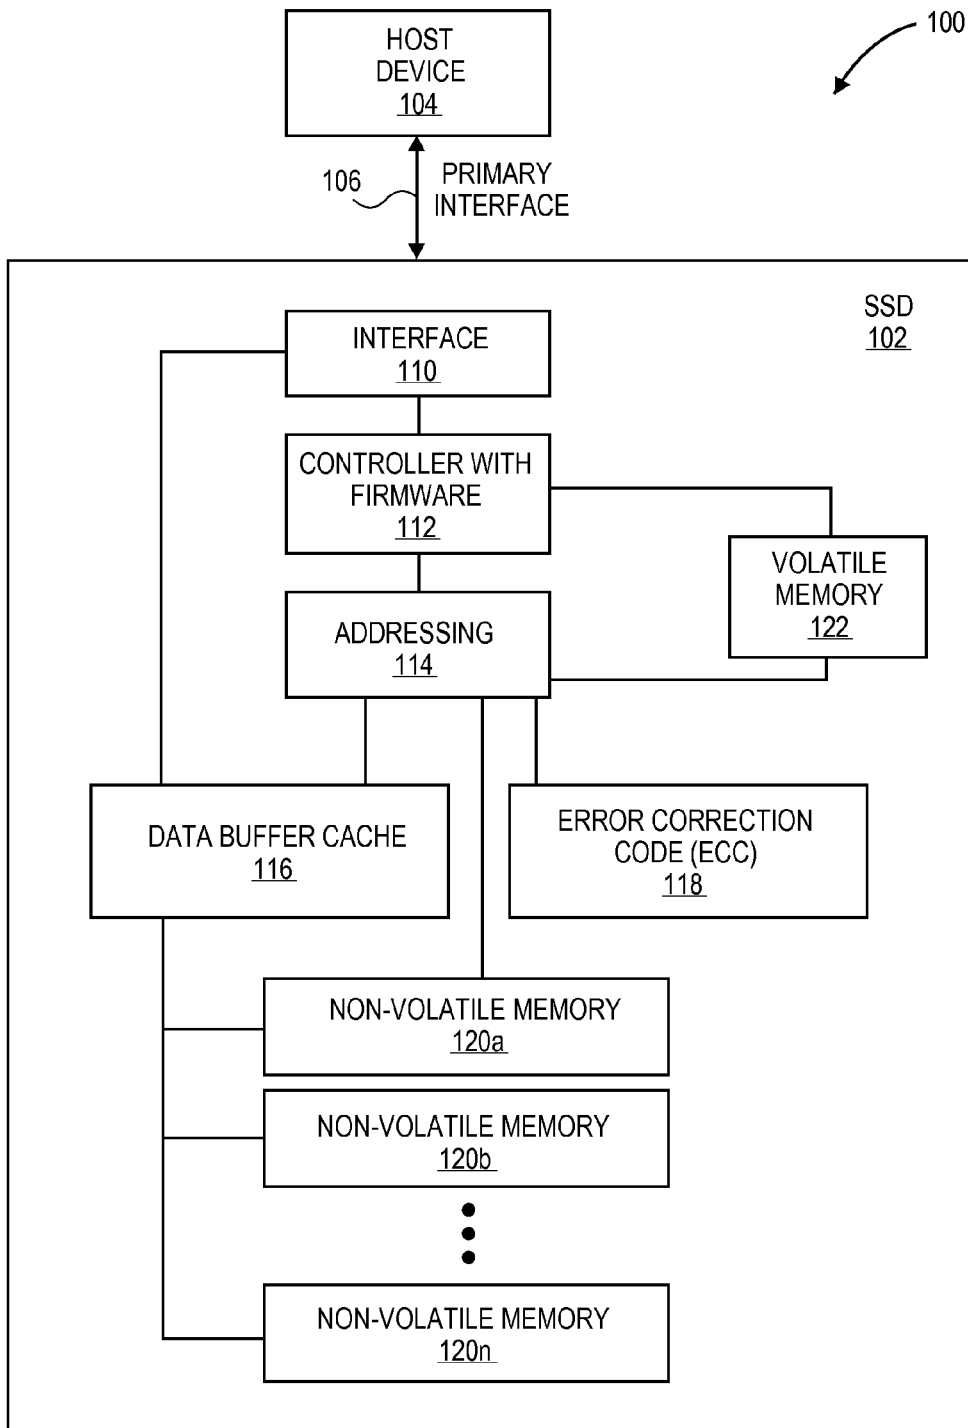 HOST
DEVICE
104
100
106
PRIMARY
INTERFACE
SSD
102
INTERFACE
110
CONTROLLER WITH
FIRMWARE
112
VOLATILE
MEMORY
122
ADDRESSING
114
DATA BUFFER CACHE
116
ERROR CORRECTION
CODE (ECC)
118
NON-VOLATILE MEMORY
120a
NON-VOLATILE MEMORY
120b
NON-VOLATILE MEMORY
120n